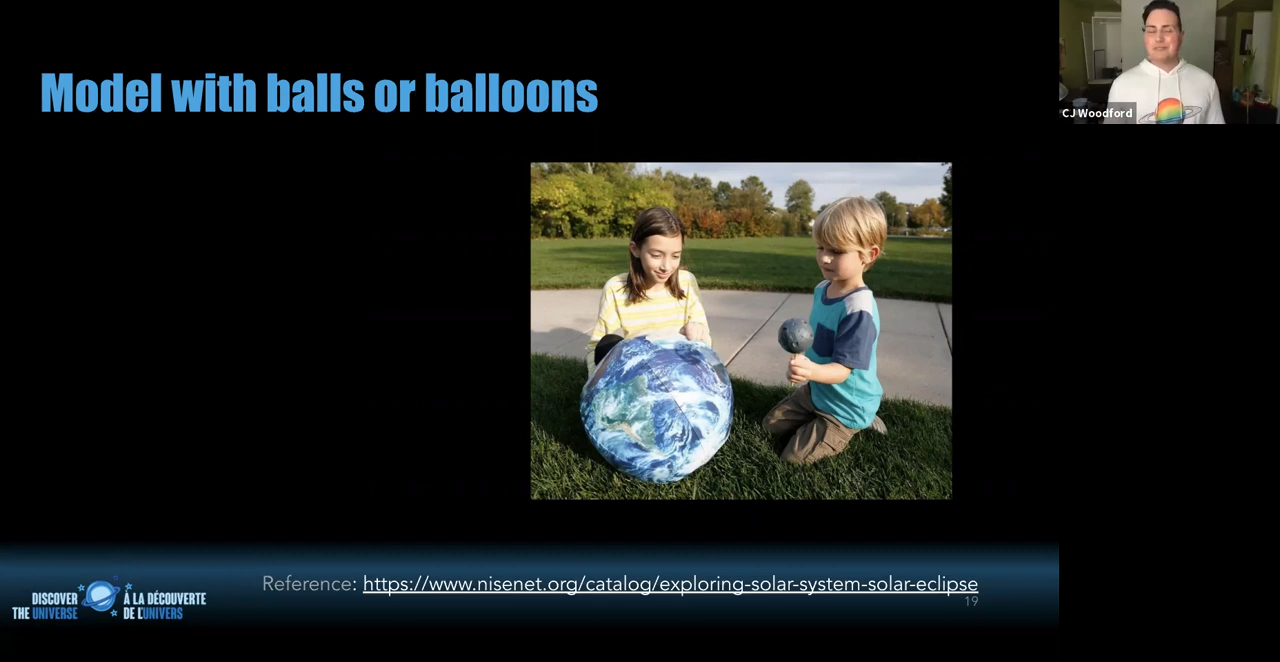 Model with balls or balloons
CJ Woodford
Reference: https://www.nisenet.org/catalog/exploring-solar-system-solar-eclipse
19
DISCOVER
THE UNIVERSE
À LA DÉCOUVERTE
DE L'UNIVERS